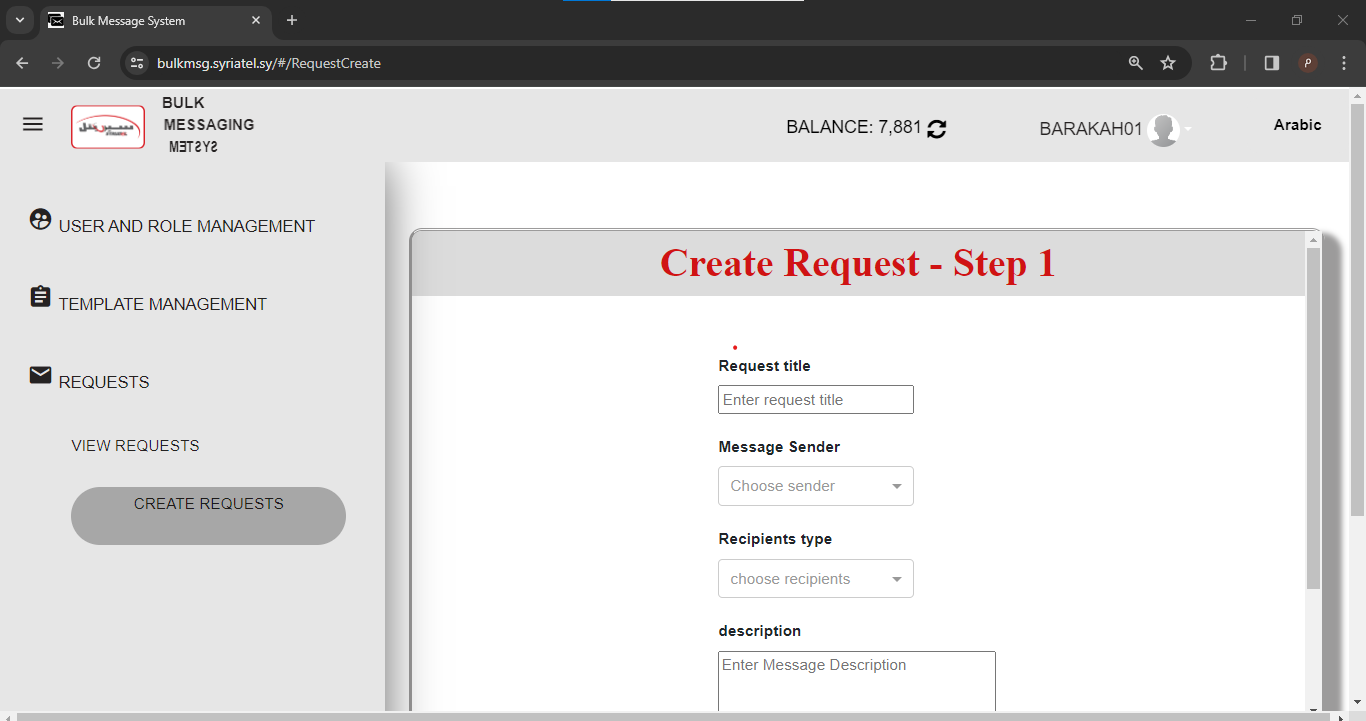 Bulk Message System
bulkmsg.syriatel.sy/#/RequestCreate
BULK
MESSAGING
SYSTEM
BALANCE: 7,881
BARAKAH01
Arabic
USER AND ROLE MANAGEMENT
TEMPLATE MANAGEMENT
REQUESTS
VIEW REQUESTS
CREATE REQUESTS
Create Request - Step 1
Request title
Enter request title
Message Sender
Choose sender
Recipients type
choose recipients
description
Enter Message Description